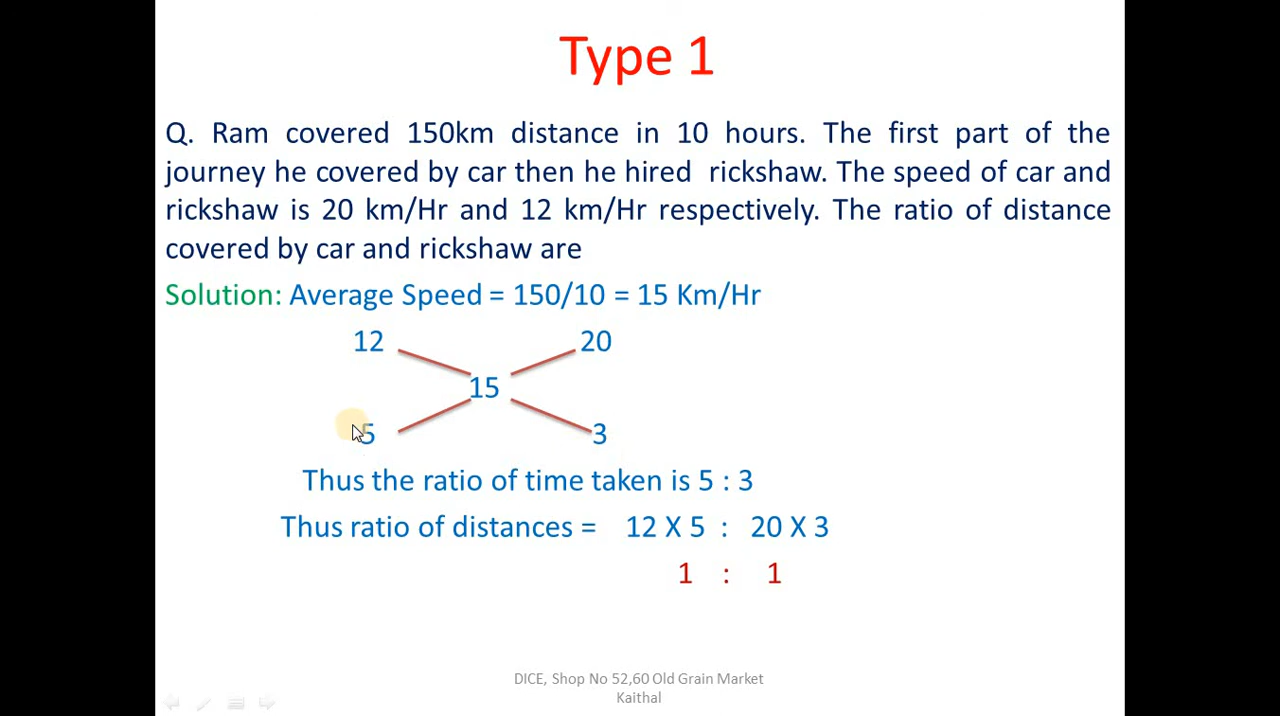 Type 1
Q. Ram covered 150km distance in 10 hours. The first part of the
journey he covered by car then he hired rickshaw. The speed of car and
rickshaw is 20 km/Hr and 12 km/Hr respectively. The ratio of distance
covered by car and rickshaw are
Solution: Average Speed = 150/10 = 15 Km/Hr
12 20
15
5 3
Thus the ratio of time taken is 5 : 3
Thus ratio of distances = 12 X 5 : 20 X 3
1 : 1
DICE, Shop No 52,60 Old Grain Market
Kaithal